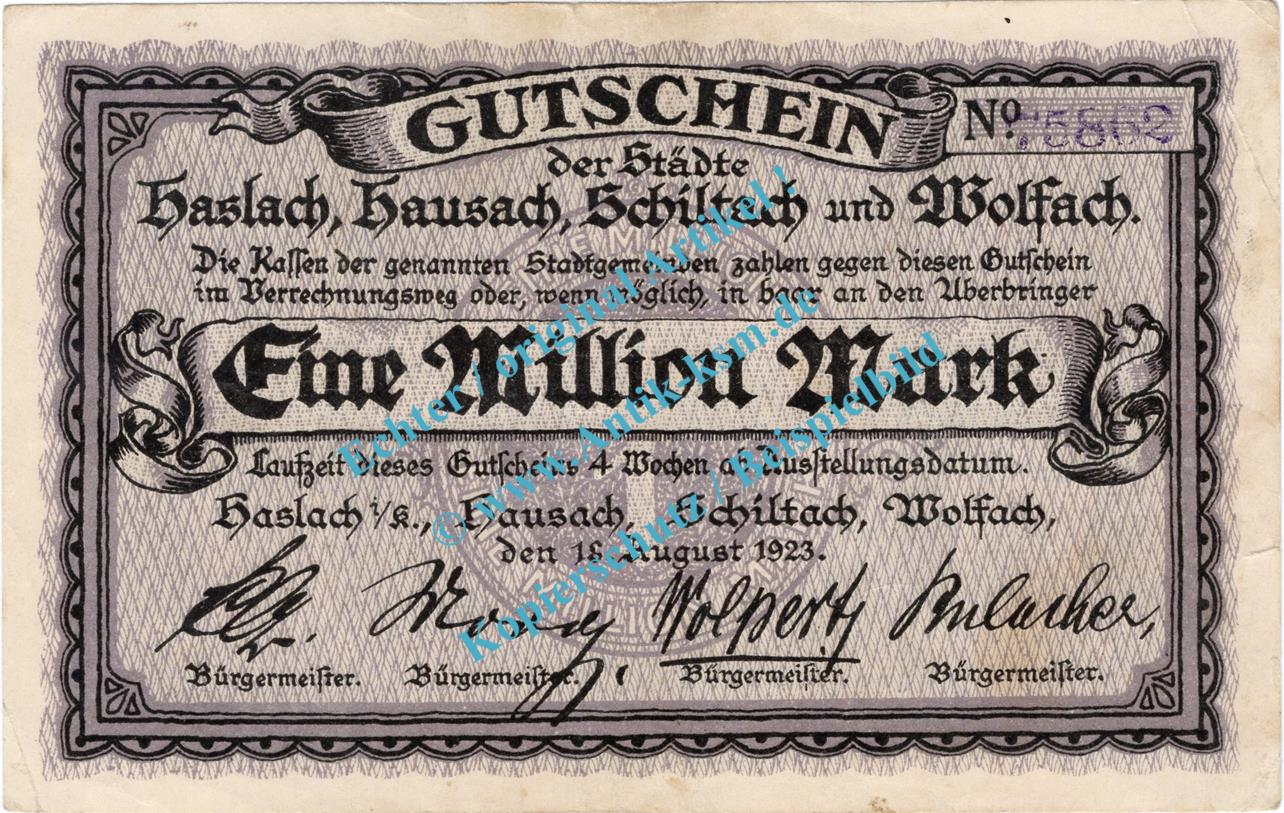 GUTSCHEIN
Nº
der Städte
Haslach, Hausach, Schiltach und Wolfach.
Die Kassen der genannten Stadtgemeinden zahlen gegen diesen Gutschein
im Verrechnungsweg oder, wenn möglich, in baar an den Überbringer
Eine Million Mark
Laufzeit dieses Gutscheins 4 Wochen ab Ausstellungsdatum.
Haslach i/K., Hausach, Schiltach, Wolfach,
den 18. August 1923.
Wolpert
Bürgermeister. Bürgermeister. Bürgermeister. Bürgermeister.
Echter / original Artikel !
© www.Antik-ksm.de
Kopierschutz / Beispielbild